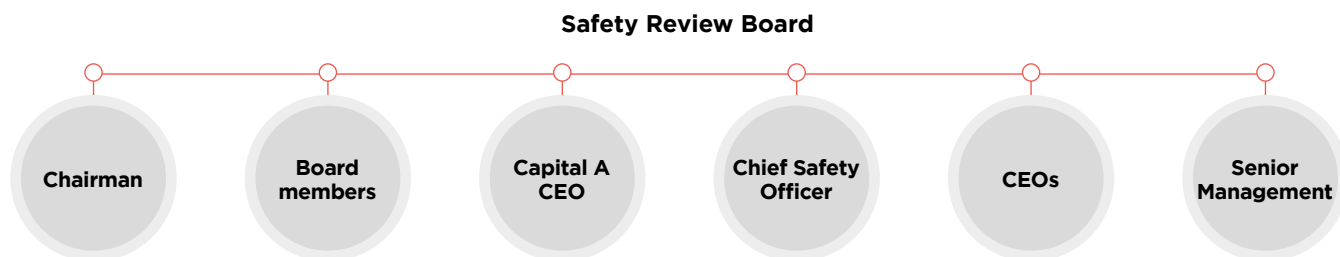 Safety Review Board
Chairman
Board
members
Capital A
CEO
Chief Safety
Officer
CEOs
Senior
Management